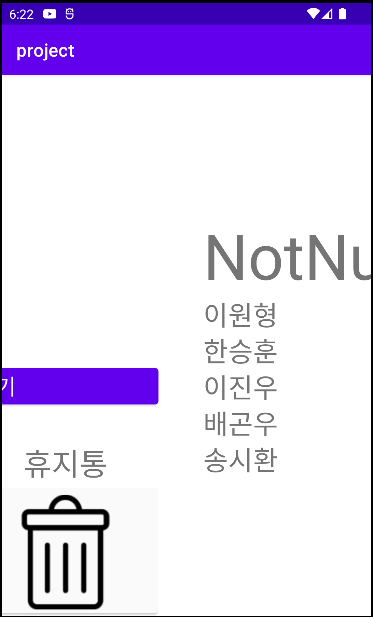 6:22
project
NotNu
이원형
한승훈
이진우
배곤우
송시환
기
휴지통